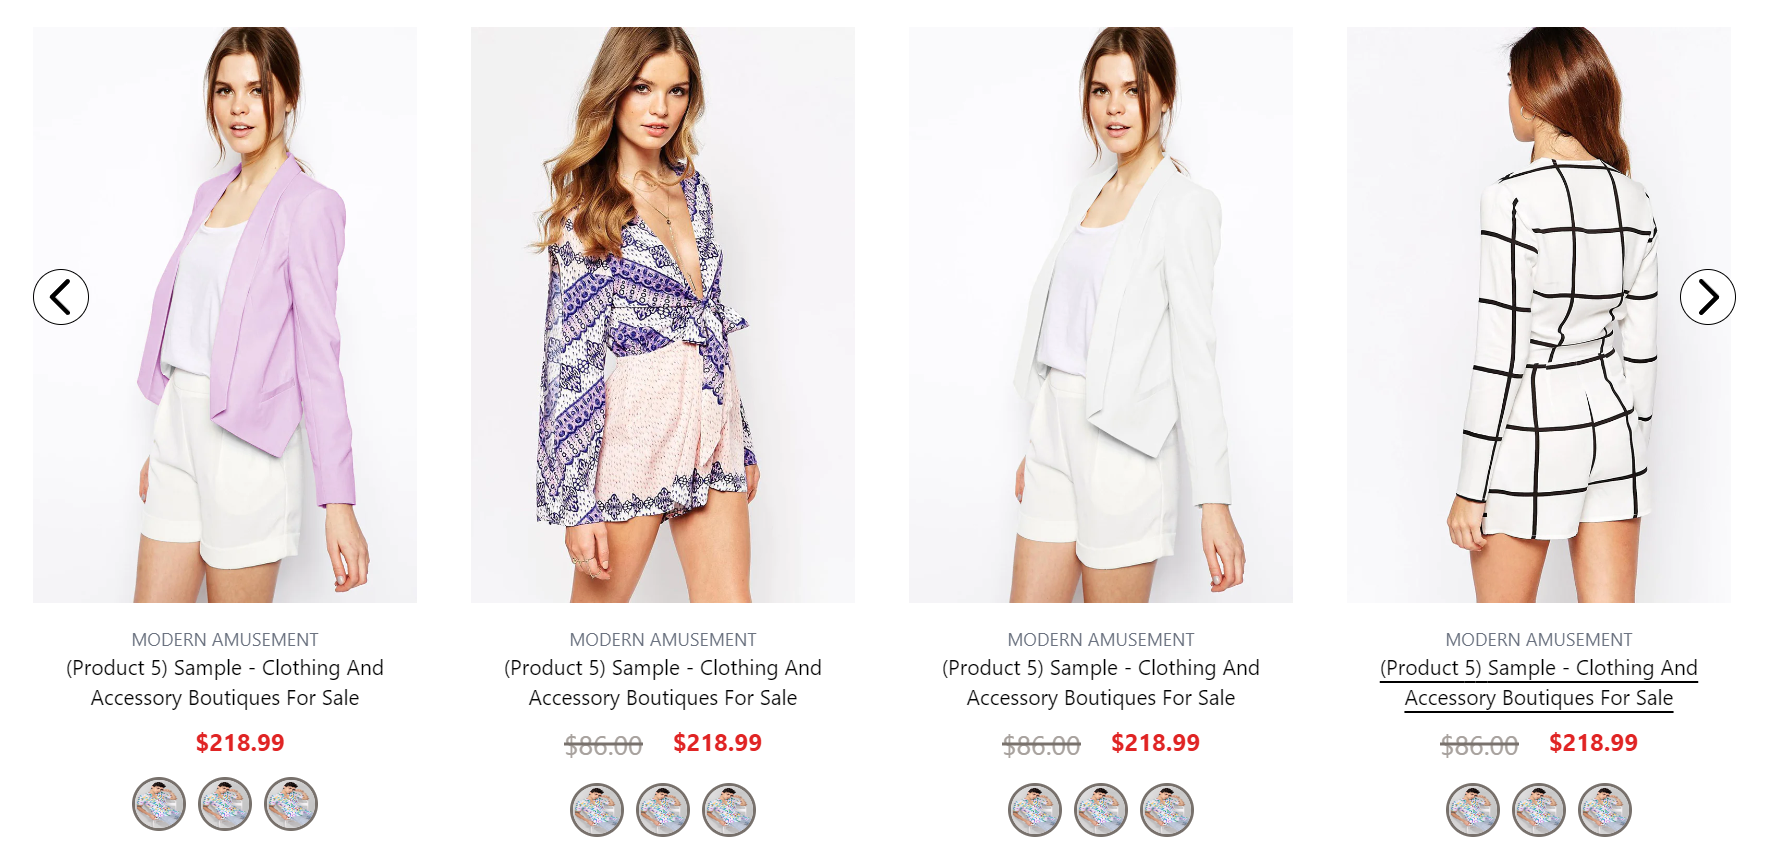 MODERN AMUSEMENT
(Product 5) Sample - Clothing And
Accessory Boutiques For Sale
$218.99
MODERN AMUSEMENT
(Product 5) Sample - Clothing And
Accessory Boutiques For Sale
$86.00 $218.99
MODERN AMUSEMENT
(Product 5) Sample - Clothing And
Accessory Boutiques For Sale
$86.00 $218.99
MODERN AMUSEMENT
(Product 5) Sample - Clothing And
Accessory Boutiques For Sale
$86.00 $218.99